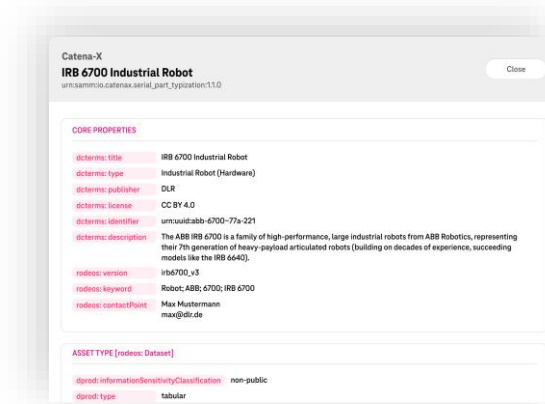 Catena-X
IRB 6700 Industrial Robot
urn:samm:io.catenax.serial_part_typization:1.1.0
Close
CORE PROPERTIES
dcterms: title IRB 6700 Industrial Robot
dcterms: type Industrial Robot (Hardware)
dcterms: publisher DLR
dcterms: license CC BY 4.0
dcterms: identifier urn:uuid:abb-6700-77a-221
dcterms: description The ABB IRB 6700 is a family of high-performance, large industrial robots from ABB Robotics, representing
their 7th generation of heavy-payload articulated robots (building on decades of experience, succeeding
models like the IRB 6640).
rodeos: version irb6700_v3
rodeos: keyword Robot; ABB; 6700; IRB 6700
rodeos: contactPoint Max Mustermann
max@dlr.de
ASSET TYPE [rodeos: Dataset]
dprod: informationSensitivityClassification non-public
dprod: type tabular